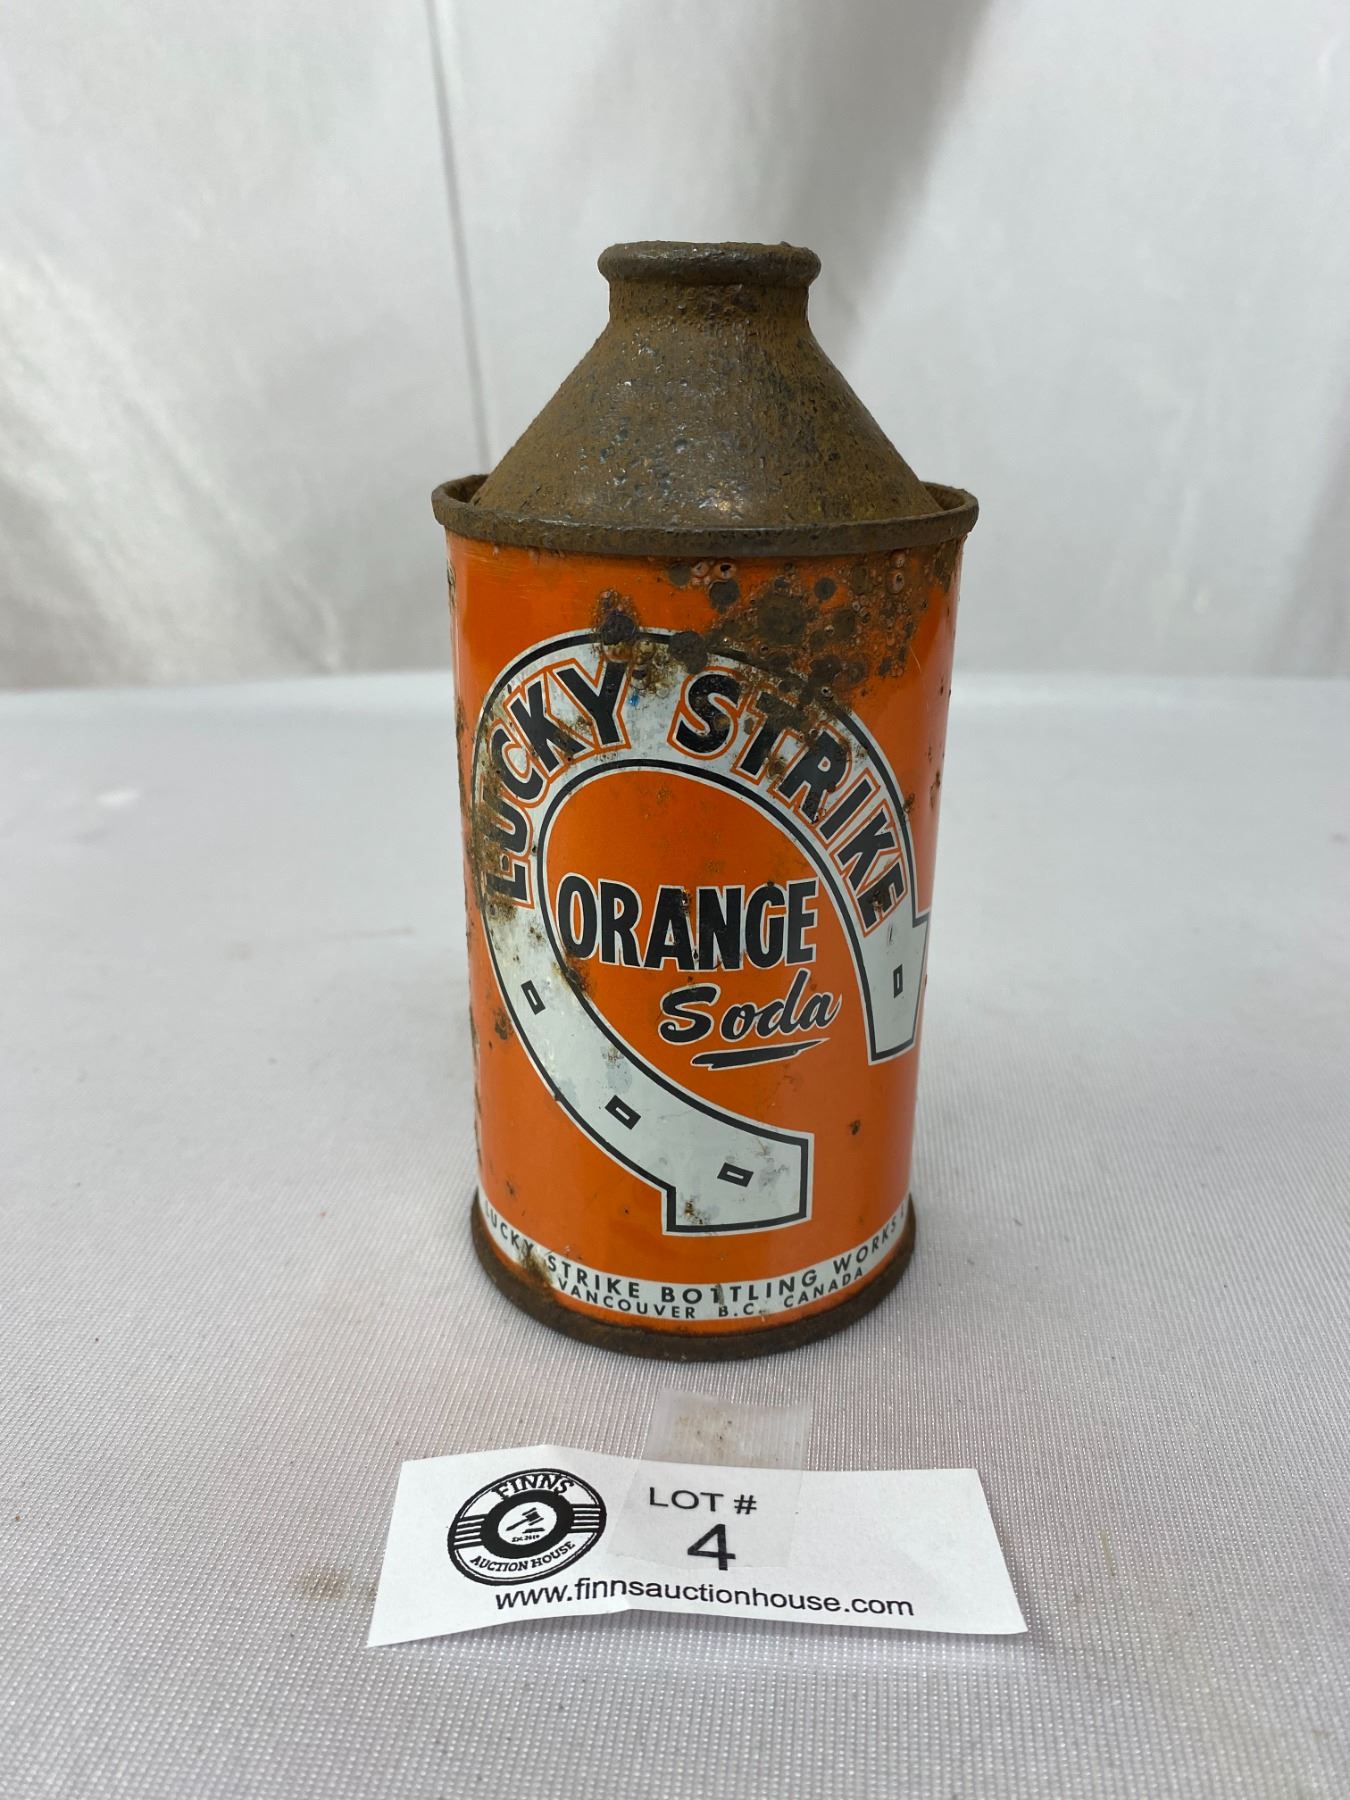 LUCKY STRIKE
ORANGE
Soda
LUCKY STRIKE BOTTLING WORKS
VANCOUVER B.C. CANADA
FINNS
AUCTION HOUSE
LOT #
4
www.finnsauctionhouse.com